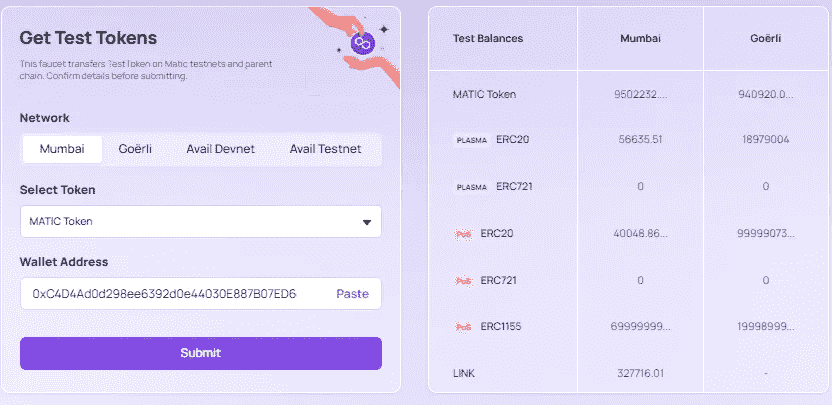 Get Test Tokens
This faucet transfers TestToken on Matic testnets and parent
chain. Confirm details before submitting.
Network
Mumbai Goërli Avail Devnet Avail Testnet
Select Token
MATIC Token
Wallet Address
0xC4D4Ad0d298ee6392d0e44030E887B07ED6 Paste
Submit
Test Balances Mumbai Goërli
MATIC Token 9502232.... 940920.0...
PLASMA ERC20 56635.51 18979004
PLASMA ERC721 0 0
PoS ERC20 40048.86... 99999073...
PoS ERC721 0 0
PoS ERC1155 69999999... 19998999...
LINK 327716.01 -